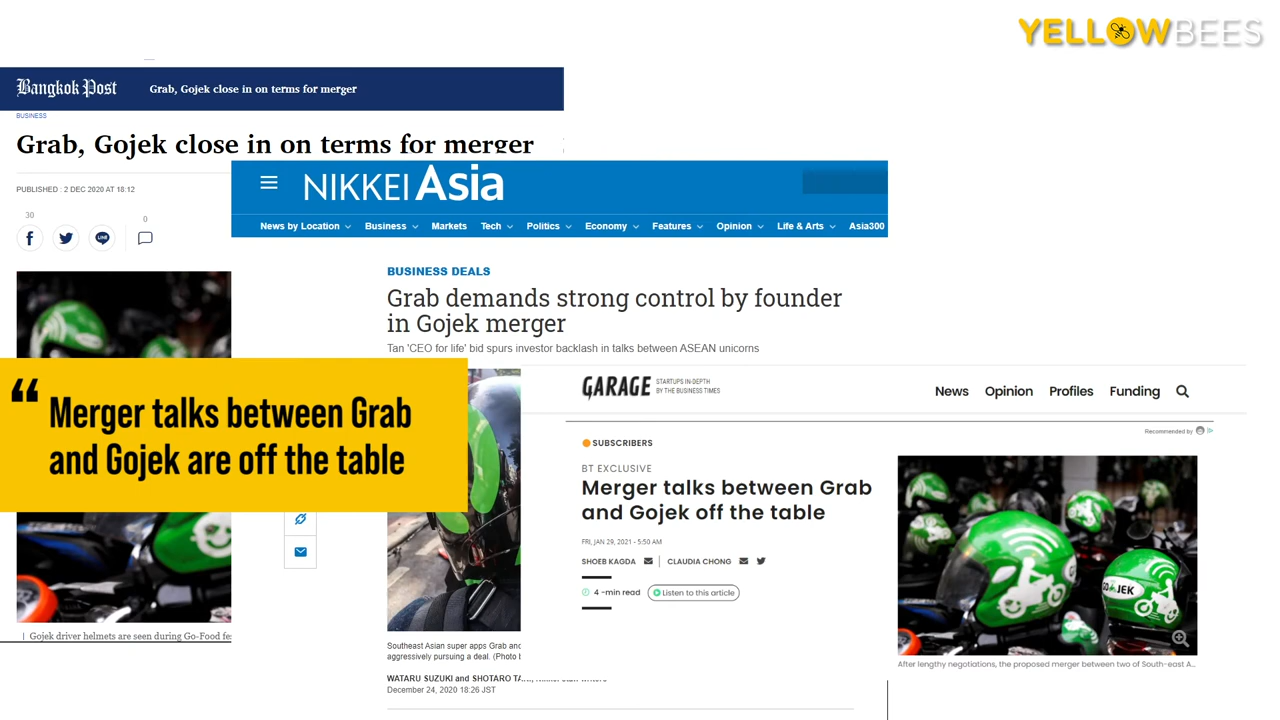 YELLOWBEES
Bangkok Post
Grab, Gojek close in on terms for merger
BUSINESS
Grab, Gojek close in on terms for merger
PUBLISHED : 2 DEC 2020 AT 18:12
30
0
NIKKEI Asia
News by Location
Business
Markets
Tech
Politics
Economy
Features
Opinion
Life & Arts
Asia300
BUSINESS DEALS
Grab demands strong control by founder
in Gojek merger
Tan 'CEO for life' bid spurs investor backlash in talks between ASEAN unicorns
“
Merger talks between Grab
and Gojek are off the table
Gojek driver helmets are seen during Go-Food
Southeast Asian super apps Grab
aggressively pursuing a deal. (Photo
WATARU SUZUKI and SHOTARO
December 24, 2020 18:26 JST
GARAGE
STARTUPS IN-DEPTH
BY THE BUSINESS TIMES
News
Opinion
Profiles
Funding
Recommended by
SUBSCRIBERS
BT EXCLUSIVE
Merger talks between Grab
and Gojek off the table
FRI, JAN 29, 2021 - 5:50 AM
SHOEB KAGDA
CLAUDIA CHONG
4 -min read
Listen to this article
GOJEK
After lengthy negotiations, the proposed merger between two of South-east A...